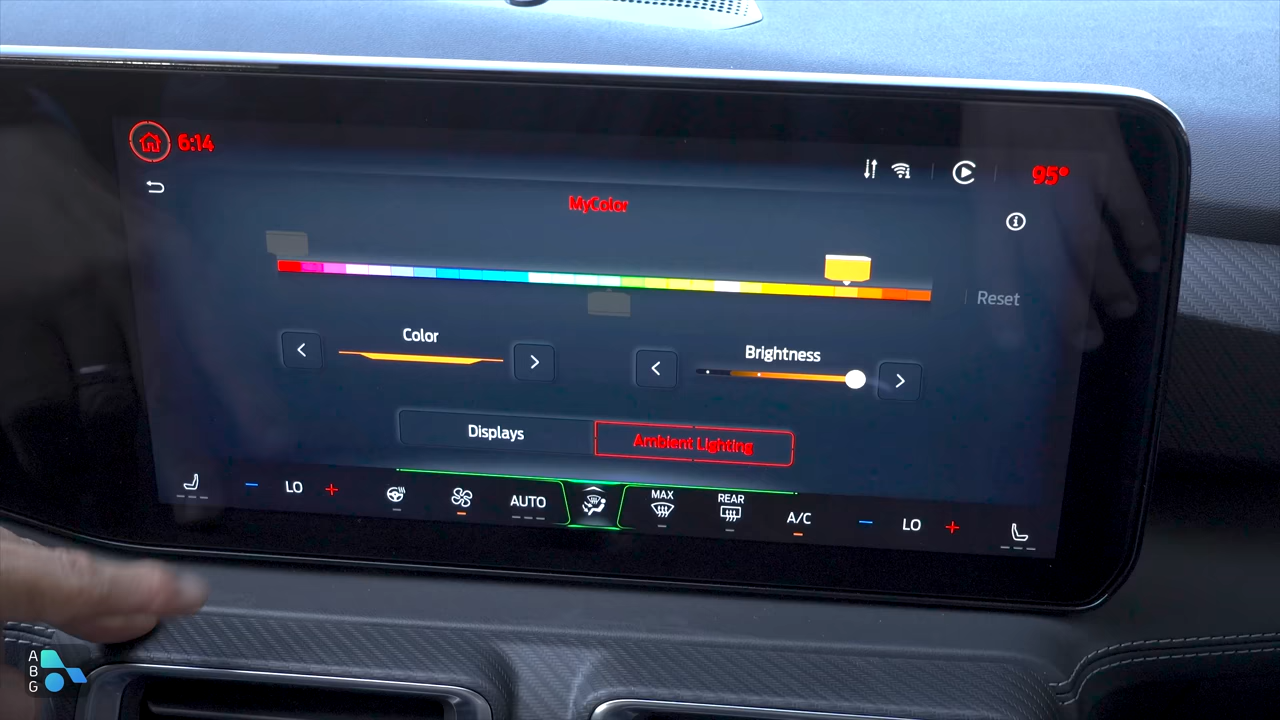 6:14
95°
MyColor
Reset
Color
Brightness
Displays
Ambient Lighting
LO
AUTO
MAX
REAR
A/C
LO
A
B
G